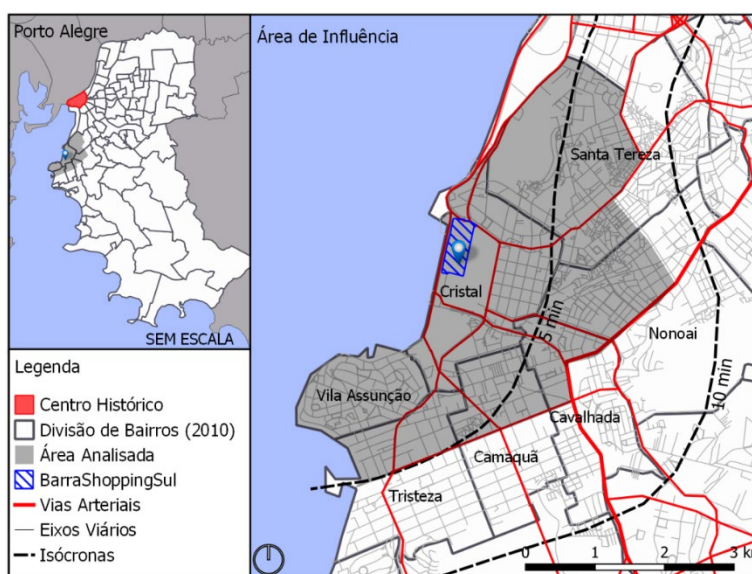 Porto Alegre
SEM ESCALA
Legenda
Centro Histórico
Divisão de Bairros (2010)
Área Analisada
BarraShoppingSul
Vias Arteriais
Eixos Viários
Isócronas
Área de Influência
Santa Tereza
Cristal
Nonoai
5 min
10 min
Vila Assunção
Cavalhada
Camaquã
Tristeza
0 1 2 3 km